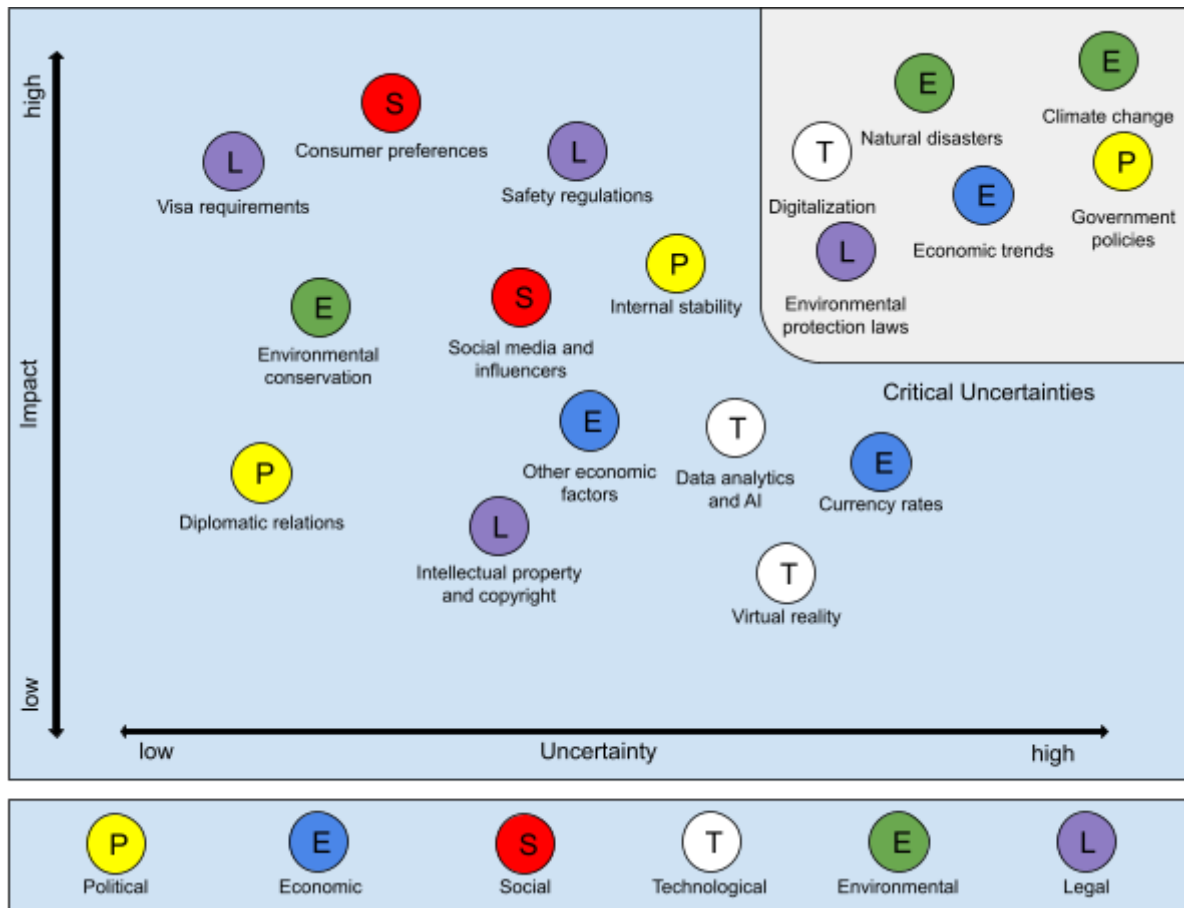 high
Impact
low
S
Consumer preferences
L
Visa requirements
L
Safety regulations
E
Natural disasters
E
Climate change
T
Digitalization
E
Economic trends
P
Government
policies
L
Environmental
protection laws
P
Internal stability
E
Environmental
conservation
S
Social media and
influencers
Critical Uncertainties
E
Other economic
factors
T
Data analytics
and AI
E
Currency rates
P
Diplomatic relations
L
Intellectual property
and copyright
T
Virtual reality
low
Uncertainty
high
P
Political
E
Economic
S
Social
T
Technological
E
Environmental
L
Legal